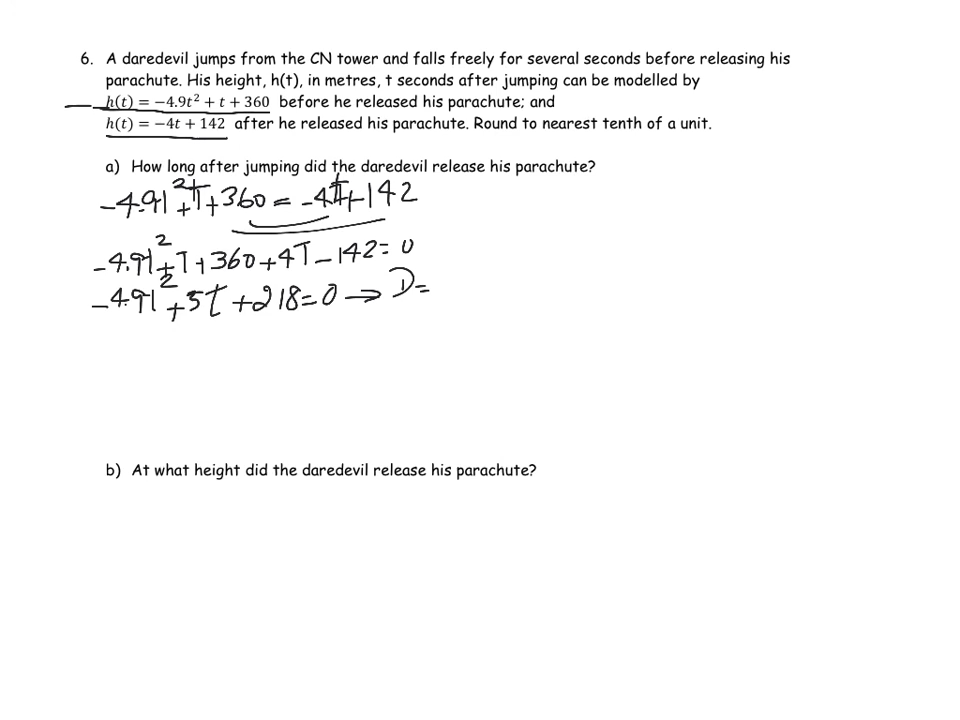 6. A daredevil jumps from the CN tower and falls freely for several seconds before releasing his
parachute. His height, h(t), in metres, t seconds after jumping can be modelled by
h(t) = −4.9t² + t + 360 before he released his parachute; and
h(t) = −4t + 142 after he released his parachute. Round to nearest tenth of a unit.
a) How long after jumping did the daredevil release his parachute?
-4.9t²+T+360 = -4t+142
-4.9t²+T+360+4T-142=0
-4.9t²+5t+218=0 → D=
b) At what height did the daredevil release his parachute?